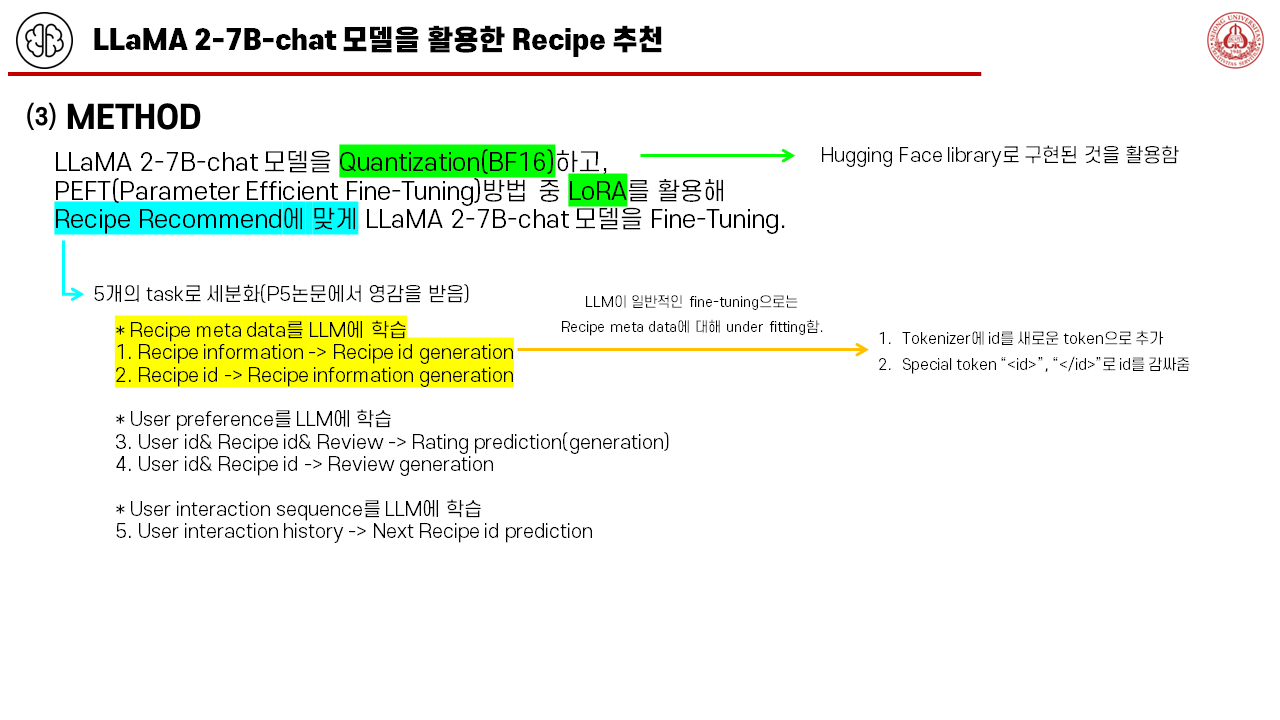 LLaMA 2-7B-chat 모델을 활용한 Recipe 추천
(3) METHOD
LLaMA 2-7B-chat 모델을 Quantization(BF16)하고,
PEFT(Parameter Efficient Fine-Tuning)방법 중 LoRA를 활용해
Recipe Recommend에 맞게 LLaMA 2-7B-chat 모델을 Fine-Tuning.
Hugging Face library로 구현된 것을 활용함
5개의 task로 세분화(P5논문에서 영감을 받음)
* Recipe meta data를 LLM에 학습
1. Recipe information -> Recipe id generation
2. Recipe id -> Recipe information generation
LLM이 일반적인 fine-tuning으로는
Recipe meta data에 대해 under fitting함.
1. Tokenizer에 id를 새로운 token으로 추가
2. Special token “<id>”, “</id>”로 id를 감싸줌
* User preference를 LLM에 학습
3. User id& Recipe id& Review -> Rating prediction(generation)
4. User id& Recipe id -> Review generation
* User interaction sequence를 LLM에 학습
5. User interaction history -> Next Recipe id prediction